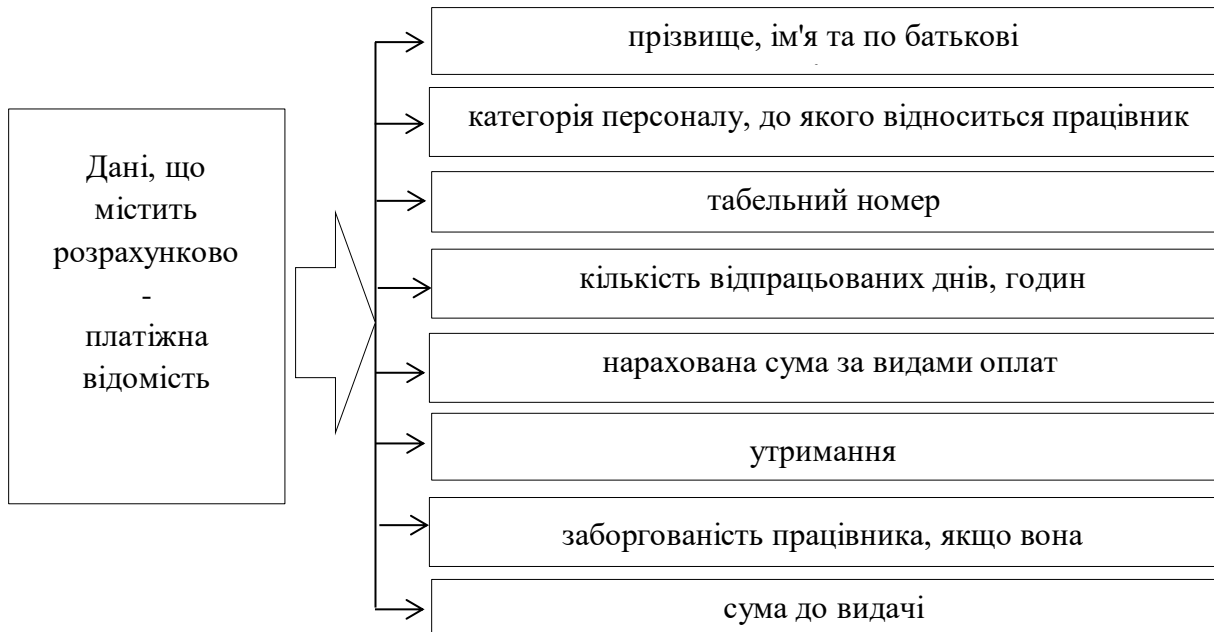 Дані, що
містить
розрахунково
-
платіжна
відомість
прізвище, ім'я та по батькові
категорія персоналу, до якого відноситься працівник
табельний номер
кількість відпрацьованих днів, годин
нарахована сума за видами оплат
утримання
заборгованість працівника, якщо вона
сума до видачі